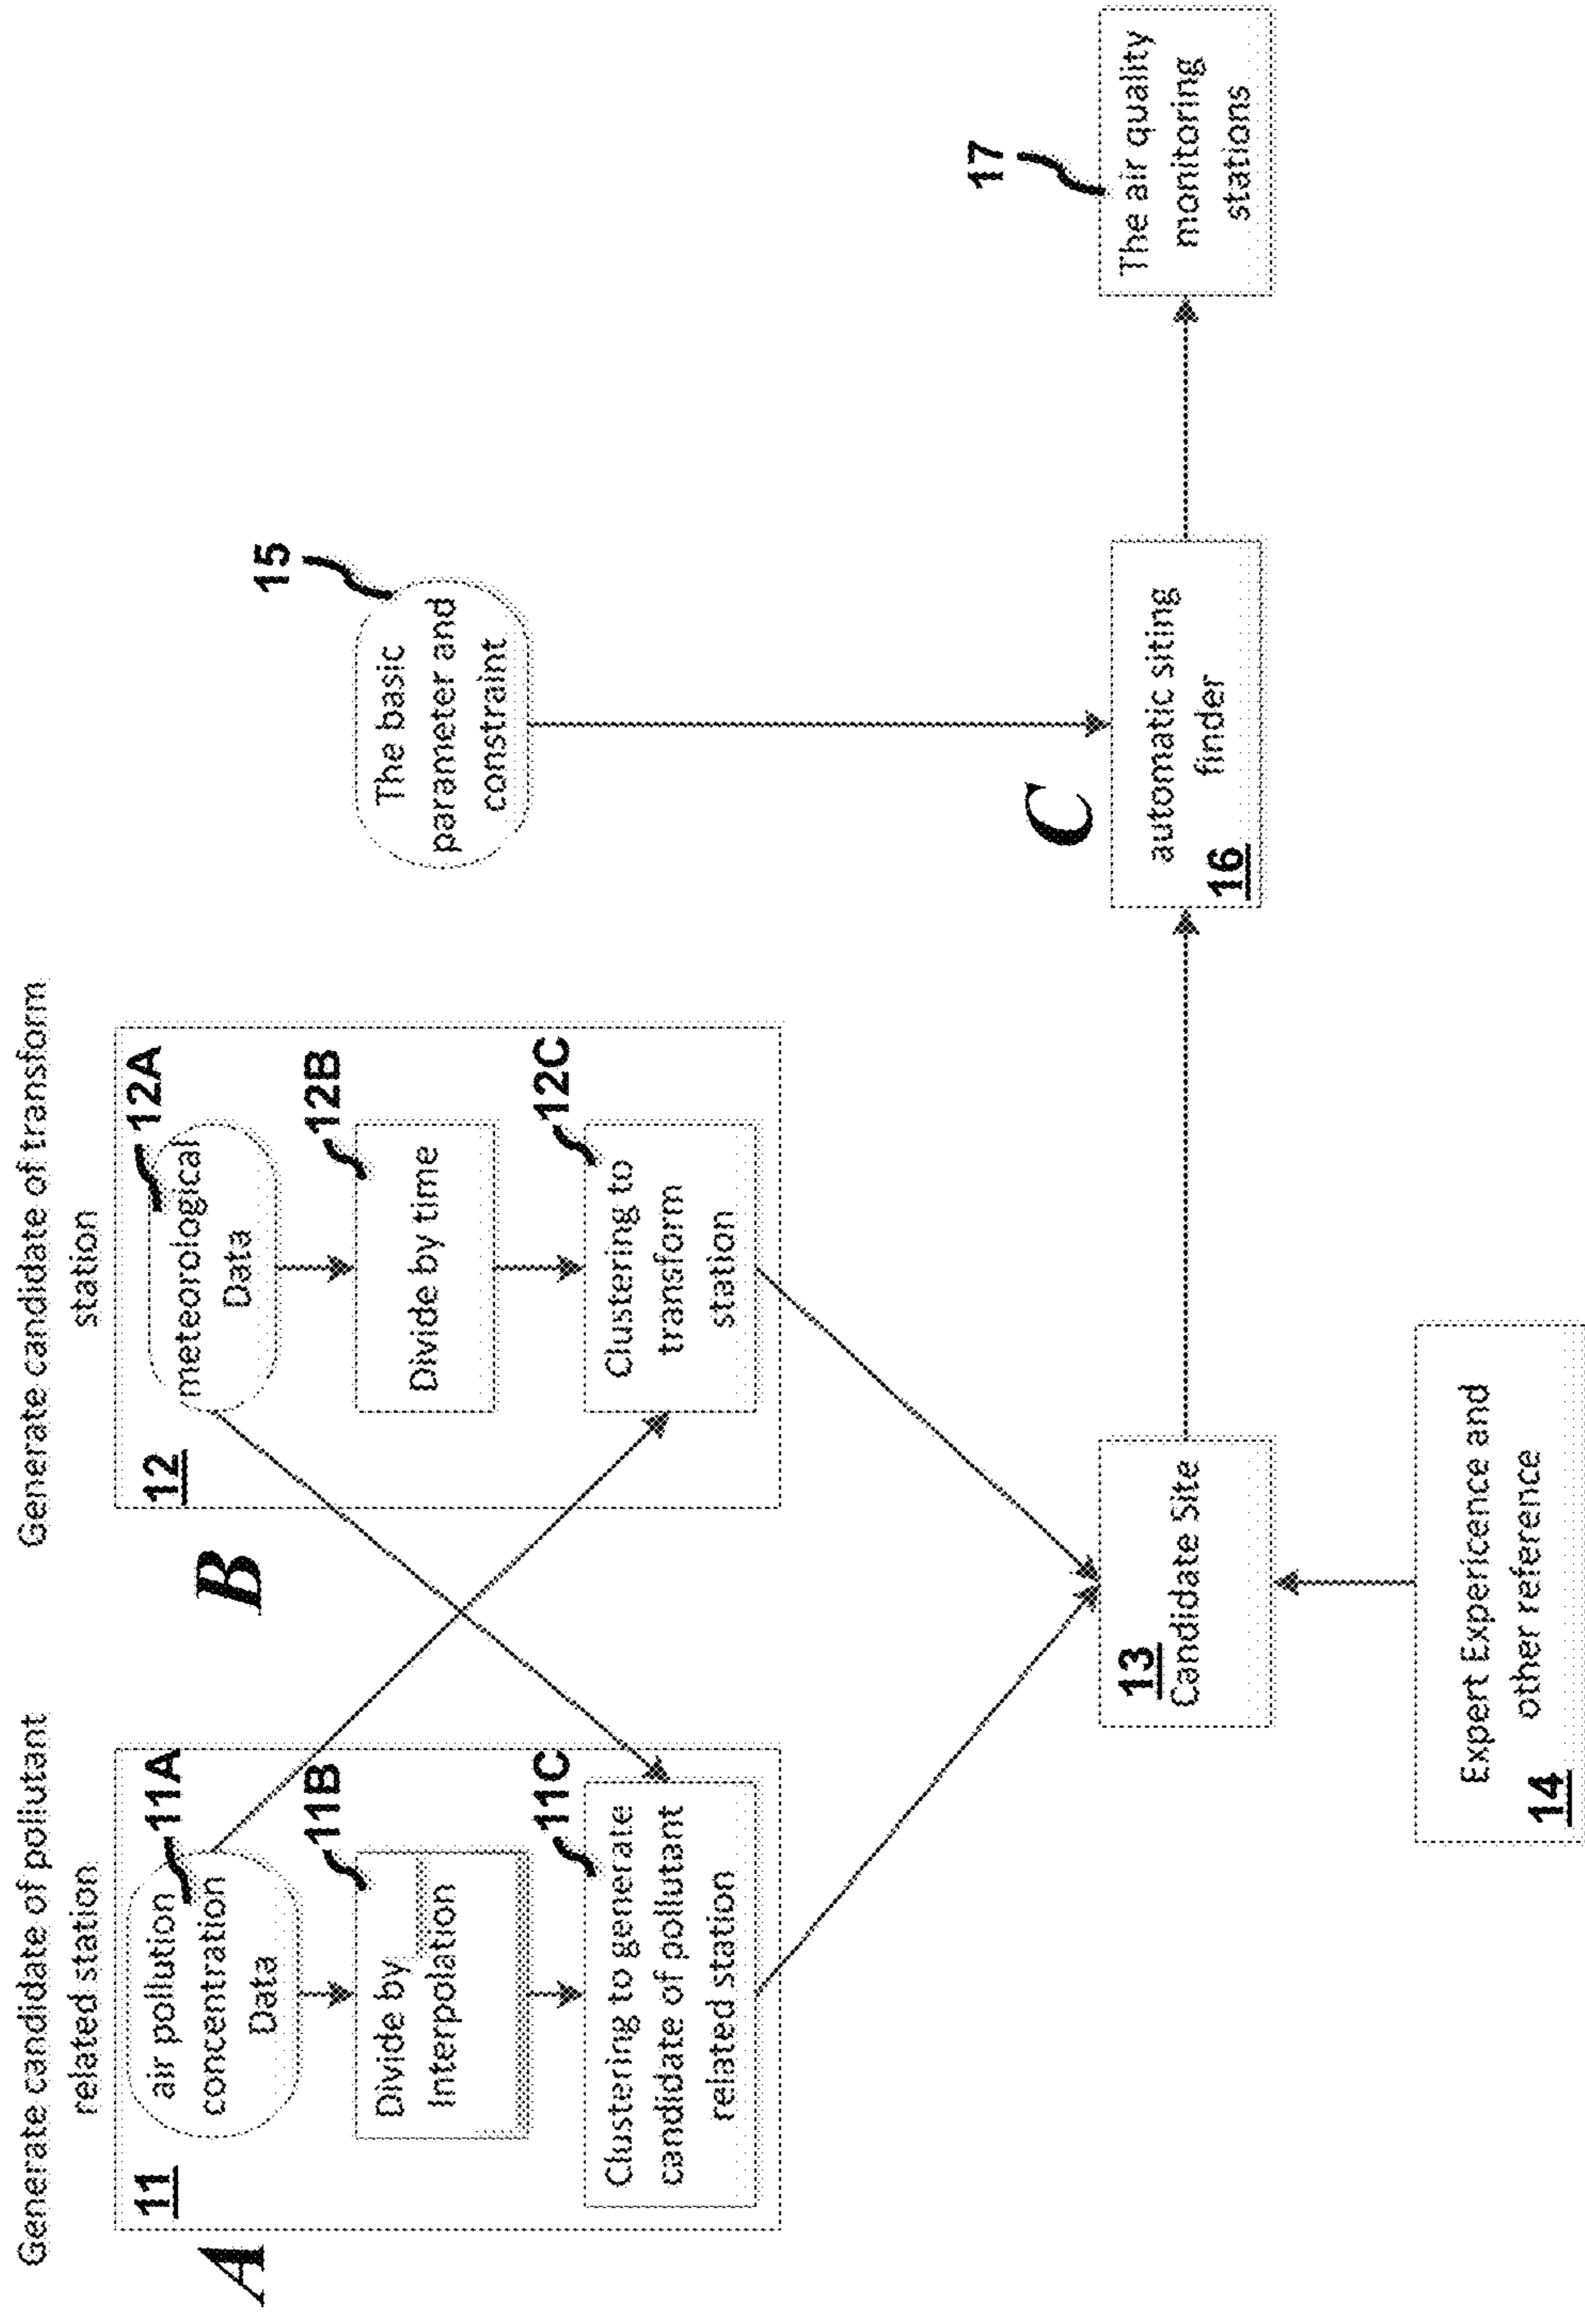 Generate candidate of pollutant
related station
A
11
air pollution
concentration
Data
11A
Divide by
Interpolation
11B
Clustering to generate
candidate of pollutant
related station
11C
Generate candidate of transform
station
B
12
meteorological
Data
12A
Divide by time
12B
Clustering to
transform
station
12C
13
Candidate Site
Expert Expericence and
other reference
14
The basic
parameter and
constraint
15
C
automatic siting
finder
16
The air quality
monitoring
stations
17